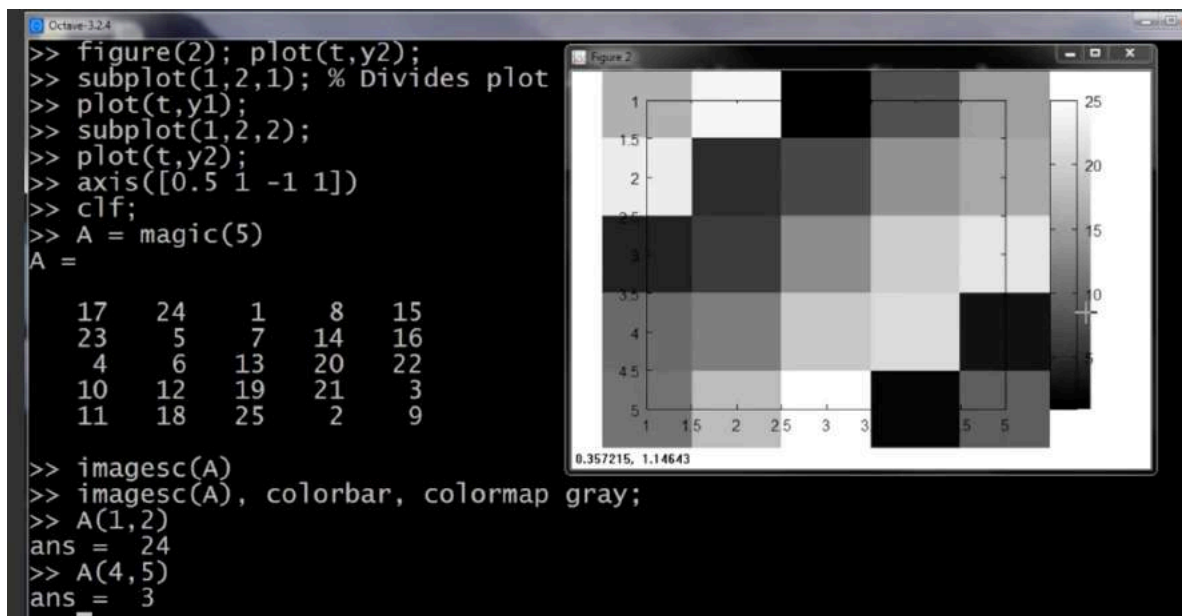 Octave-3.2.4
>> figure(2); plot(t,y2);
>> subplot(1,2,1); % Divides plot
>> plot(t,y1);
>> subplot(1,2,2);
>> plot(t,y2);
>> axis([0.5 1 -1 1])
>> clf;
>> A = magic(5)
A =
17 24 1 8 15
23 5 7 14 16
4 6 13 20 22
10 12 19 21 3
11 18 25 2 9
>> imagesc(A)
>> imagesc(A), colorbar, colormap gray;
>> A(1,2)
ans = 24
>> A(4,5)
ans = 3
Figure 2
1
1.5
2
2.5
3
3.5
4
4.5
5
1 1.5 2 2.5 3 3. .5 5
25
20
15
10
5
0.357215, 1.14643